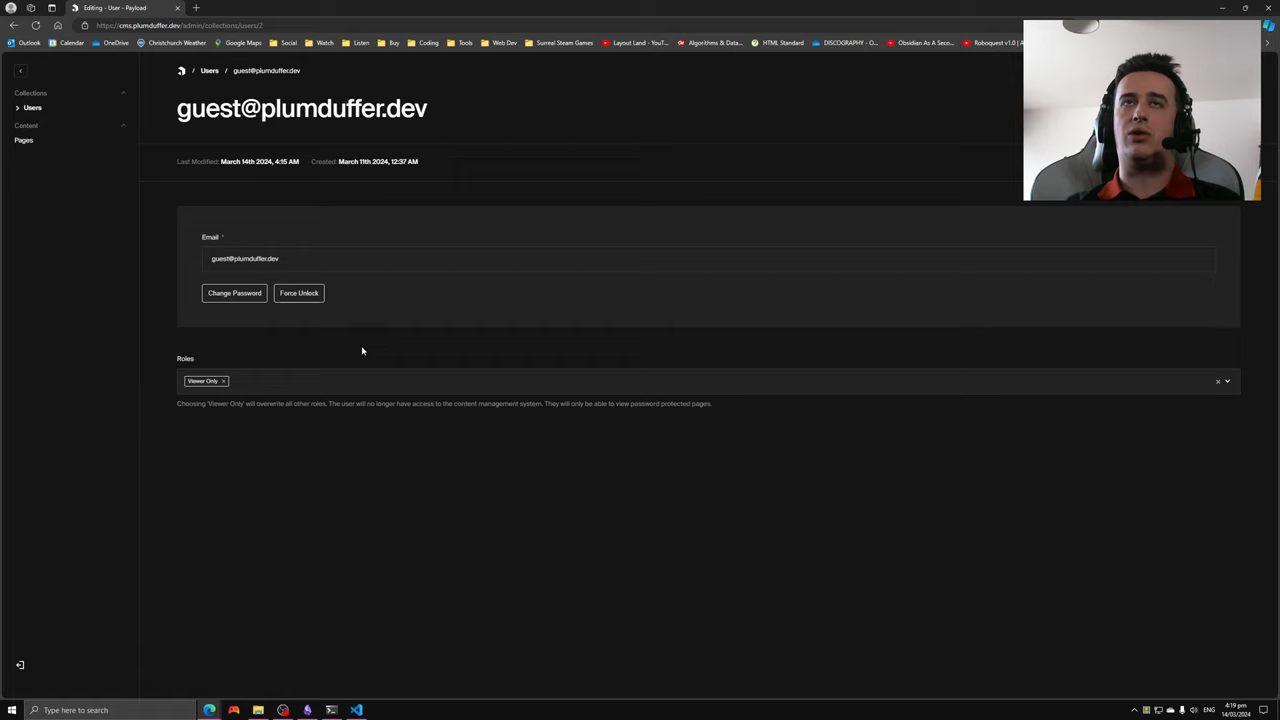 Editing - User - Payload
https://cms.plumduffer.dev/admin/collections/users/2
Outlook
Calendar
OneDrive
Christchurch Weather
Google Maps
Social
Watch
Listen
Buy
Coding
Tools
Web Dev
Surreal Steam Games
Layout Land - YouT...
Algorithms & Data...
HTML Standard
DISCOGRAPHY - O...
Obsidian As A Seco...
Roboquest v1.0 | A
/ Users / guest@plumduffer.dev
Collections
Users
Content
Pages
guest@plumduffer.dev
Last Modified: March 14th 2024, 4:15 AM Created: March 11th 2024, 12:37 AM
Email *
guest@plumduffer.dev
Change Password
Force Unlock
Roles
Viewer Only
Choosing 'Viewer Only' will overwrite all other roles. The user will no longer have access to the content management system. They will only be able to view password protected pages.
Type here to search
ENG
4:19 pm
14/03/2024